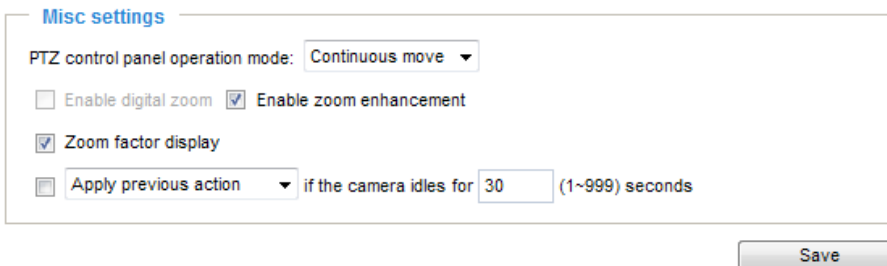 Misc settings
PTZ control panel operation mode: Continuous move
Enable digital zoom Enable zoom enhancement
Zoom factor display
Apply previous action if the camera idles for 30 (1~999) seconds
Save